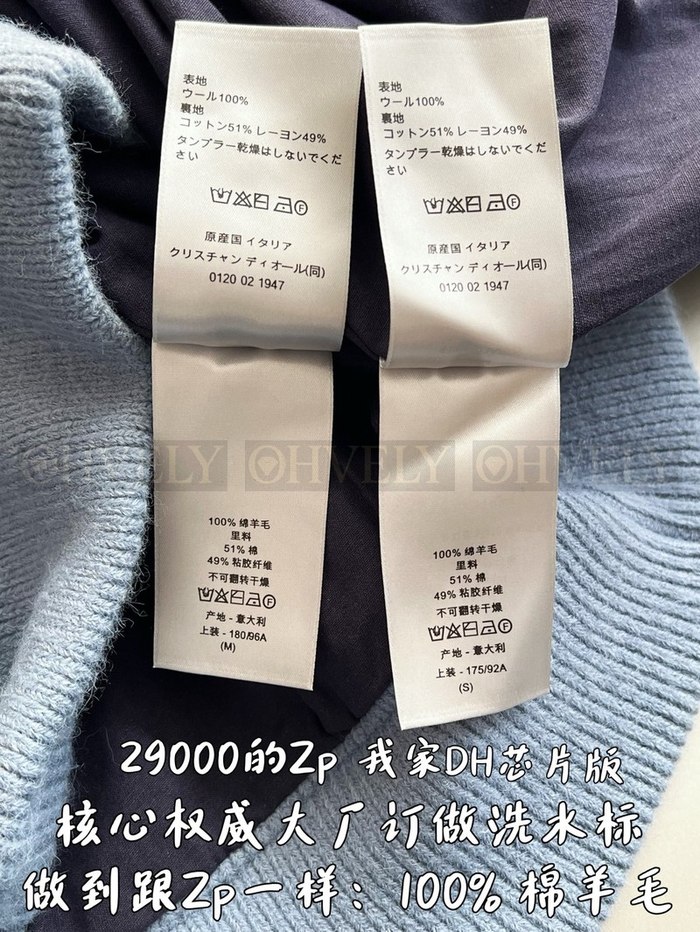 表地
ウール100%
裏地
コットン51% レーヨン49%
タンブラー乾燥はしないでくだ
さい
F
原産国 イタリア
クリスチャン ディオール(同)
0120 02 1947
表地
ウール100%
裏地
コットン51% レーヨン49%
タンブラー乾燥はしないでくだ
さい
F
原産国 イタリア
クリスチャン ディオール(同)
0120 02 1947
OHVELY OHVELY OHVELY
100% 绵羊毛
里料
51% 棉
49% 粘胶纤维
不可翻转干燥
F
产地 - 意大利
上装 - 180/96A
(M)
100% 绵羊毛
里料
51% 棉
49% 粘胶纤维
不可翻转干燥
F
产地 - 意大利
上装 - 175/92A
(S)
29000的Zp 我家DH芯片版
核心权威大厂订做洗水标
做到跟Zp一样：100% 棉羊毛